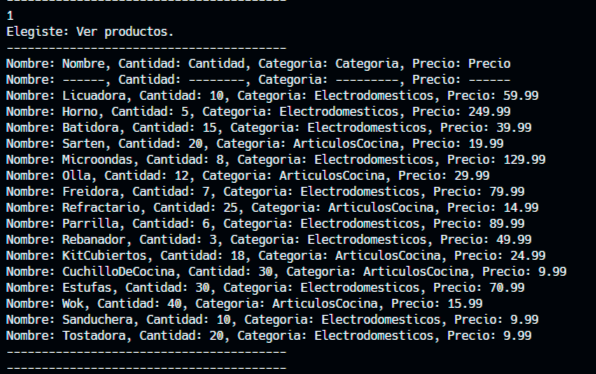 ----------------------------------------
1
Elegiste: Ver productos.
----------------------------------------
Nombre: Nombre, Cantidad: Cantidad, Categoria: Categoria, Precio: Precio
Nombre: ------, Cantidad: --------, Categoria: ---------, Precio: ------
Nombre: Licuadora, Cantidad: 10, Categoria: Electrodomesticos, Precio: 59.99
Nombre: Horno, Cantidad: 5, Categoria: Electrodomesticos, Precio: 249.99
Nombre: Batidora, Cantidad: 15, Categoria: Electrodomesticos, Precio: 39.99
Nombre: Sarten, Cantidad: 20, Categoria: ArticulosCocina, Precio: 19.99
Nombre: Microondas, Cantidad: 8, Categoria: Electrodomesticos, Precio: 129.99
Nombre: Olla, Cantidad: 12, Categoria: ArticulosCocina, Precio: 29.99
Nombre: Freidora, Cantidad: 7, Categoria: Electrodomesticos, Precio: 79.99
Nombre: Refractario, Cantidad: 25, Categoria: ArticulosCocina, Precio: 14.99
Nombre: Parrilla, Cantidad: 6, Categoria: Electrodomesticos, Precio: 89.99
Nombre: Rebanador, Cantidad: 3, Categoria: Electrodomesticos, Precio: 49.99
Nombre: KitCubiertos, Cantidad: 18, Categoria: ArticulosCocina, Precio: 24.99
Nombre: CuchilloDeCocina, Cantidad: 30, Categoria: ArticulosCocina, Precio: 9.99
Nombre: Estufas, Cantidad: 30, Categoria: Electrodomesticos, Precio: 70.99
Nombre: Wok, Cantidad: 40, Categoria: ArticulosCocina, Precio: 15.99
Nombre: Sanduchera, Cantidad: 10, Categoria: Electrodomesticos, Precio: 9.99
Nombre: Tostadora, Cantidad: 20, Categoria: Electrodomesticos, Precio: 9.99
----------------------------------------
----------------------------------------